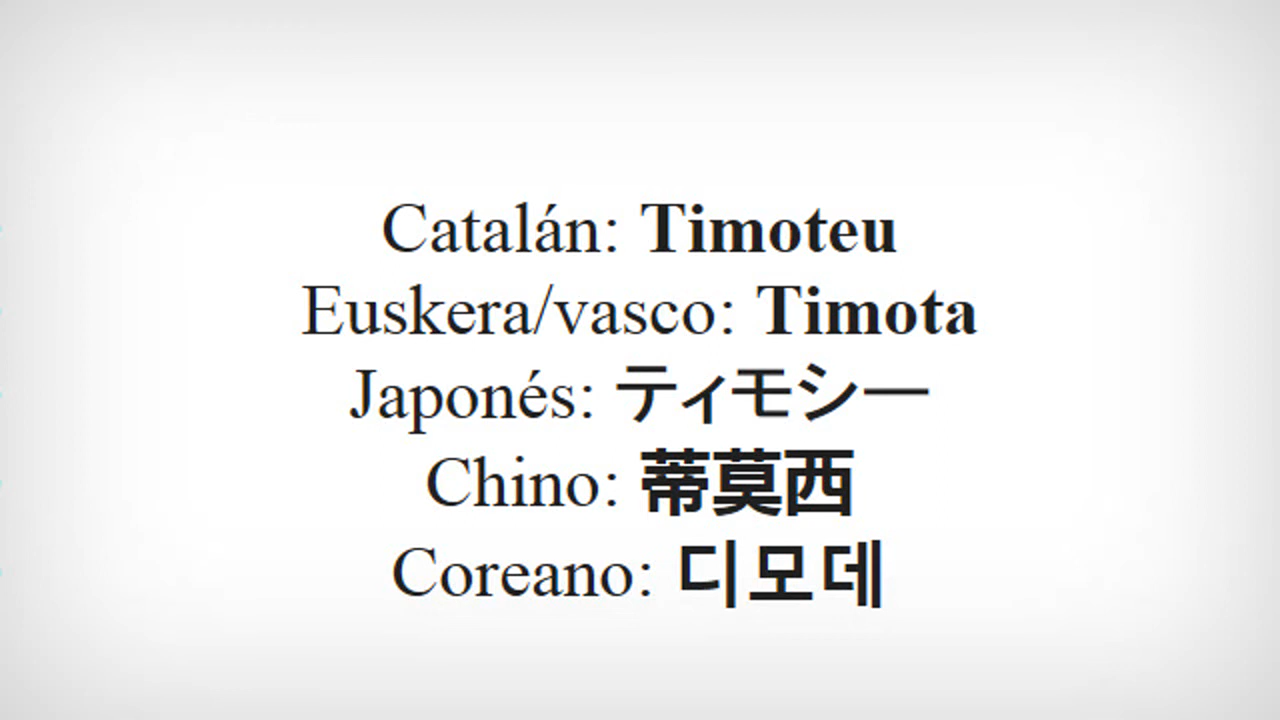 Catalán: Timoteu
Euskera/vasco: Timota
Japonés: ティモシー
Chino: 蒂莫西
Coreano: 디모데